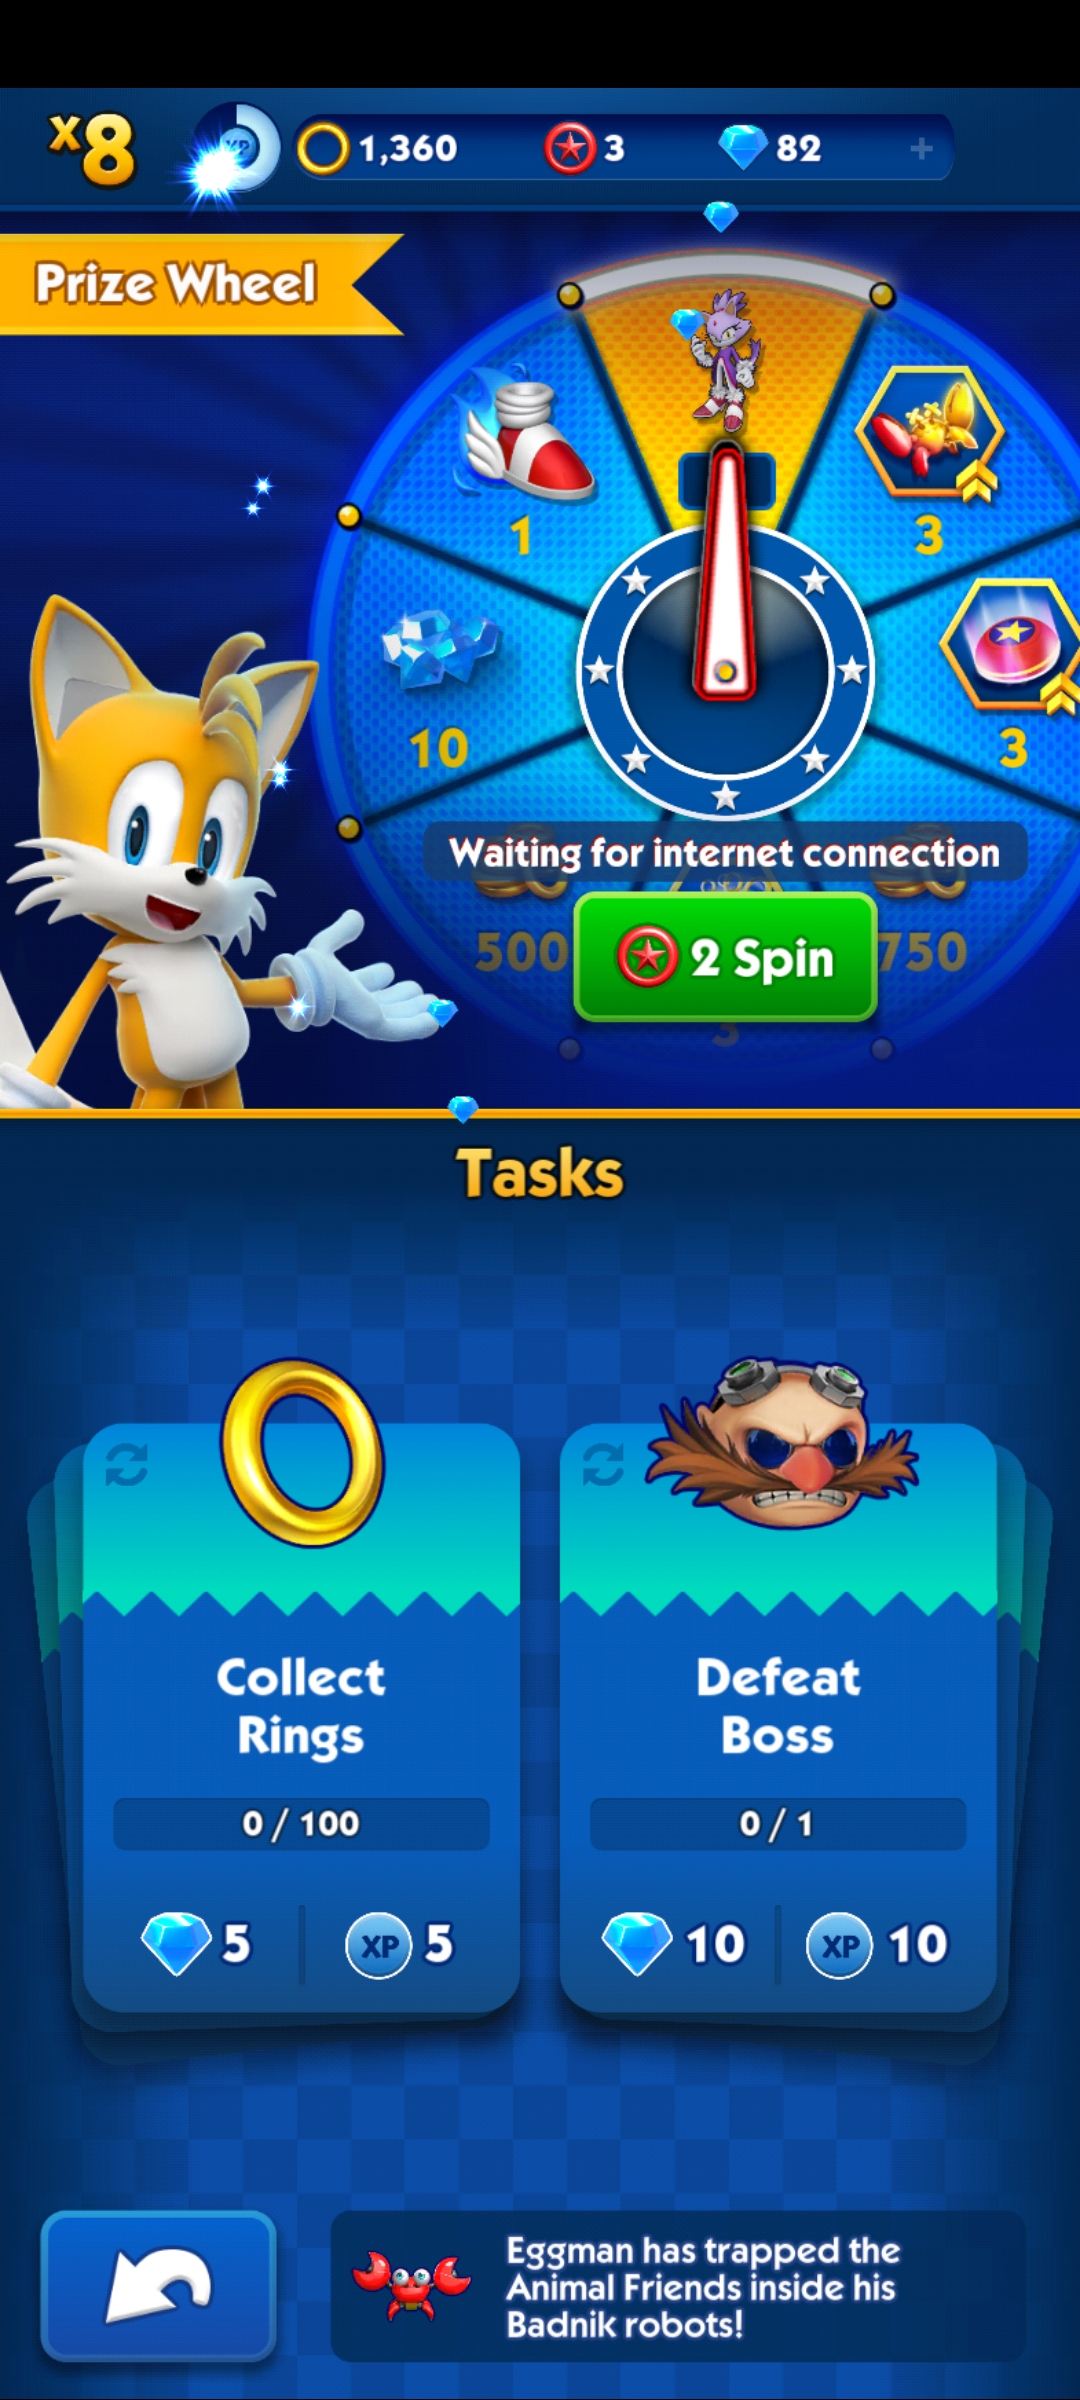 x8
XP
1,360
3
82
+
Prize Wheel
1
3
10
3
Waiting for internet connection
500
2 Spin
750
3
Tasks
Collect
Rings
0 / 100
5
XP
5
Defeat
Boss
0 / 1
10
XP
10
Eggman has trapped the
Animal Friends inside his
Badnik robots!